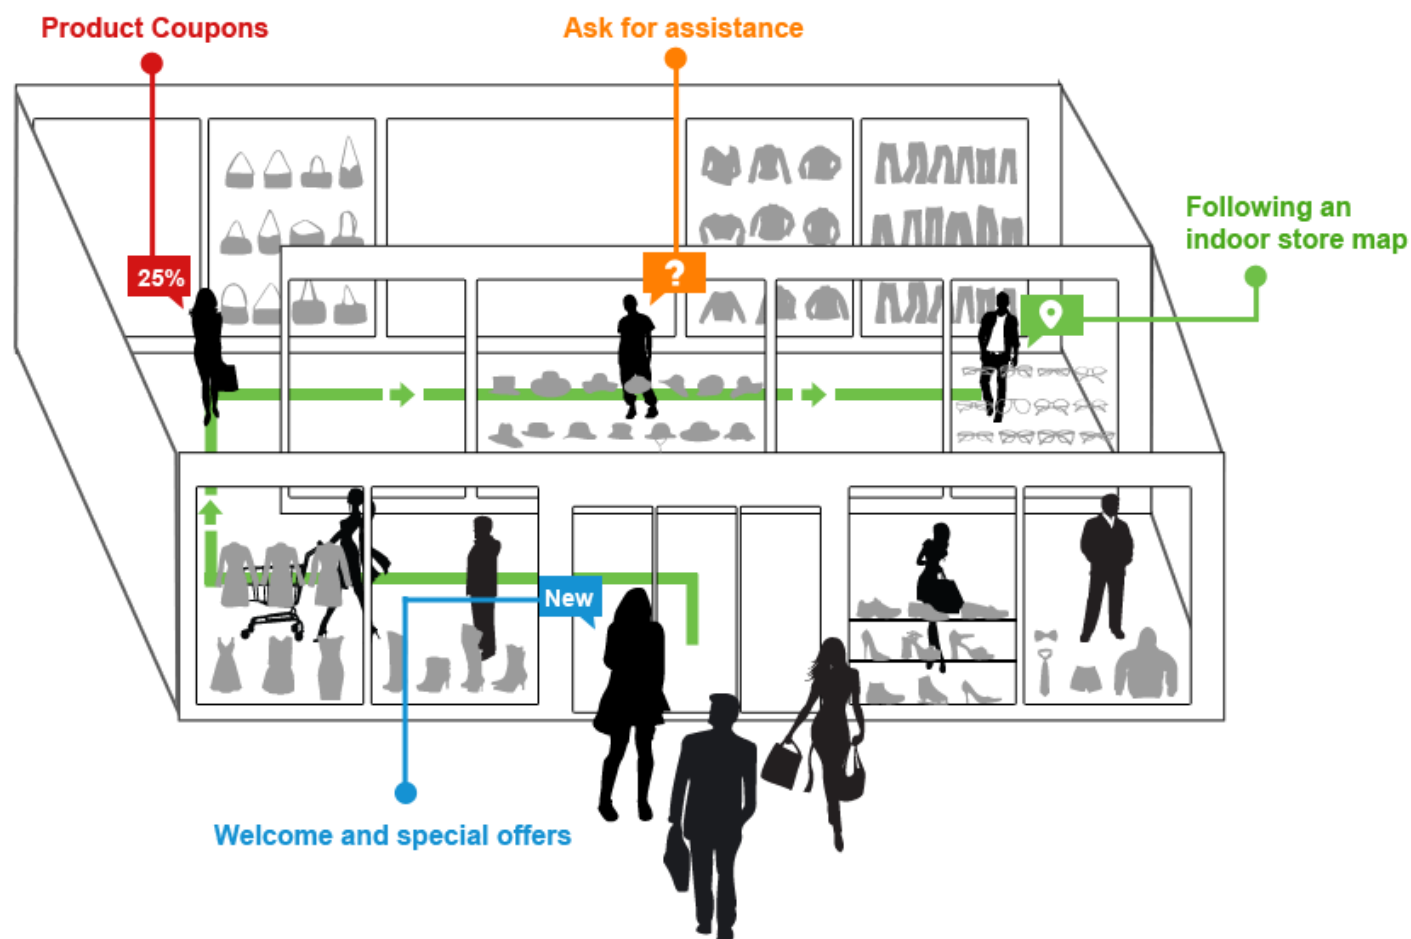 Product Coupons
Ask for assistance
Following an
indoor store map
25%
?
New
Welcome and special offers